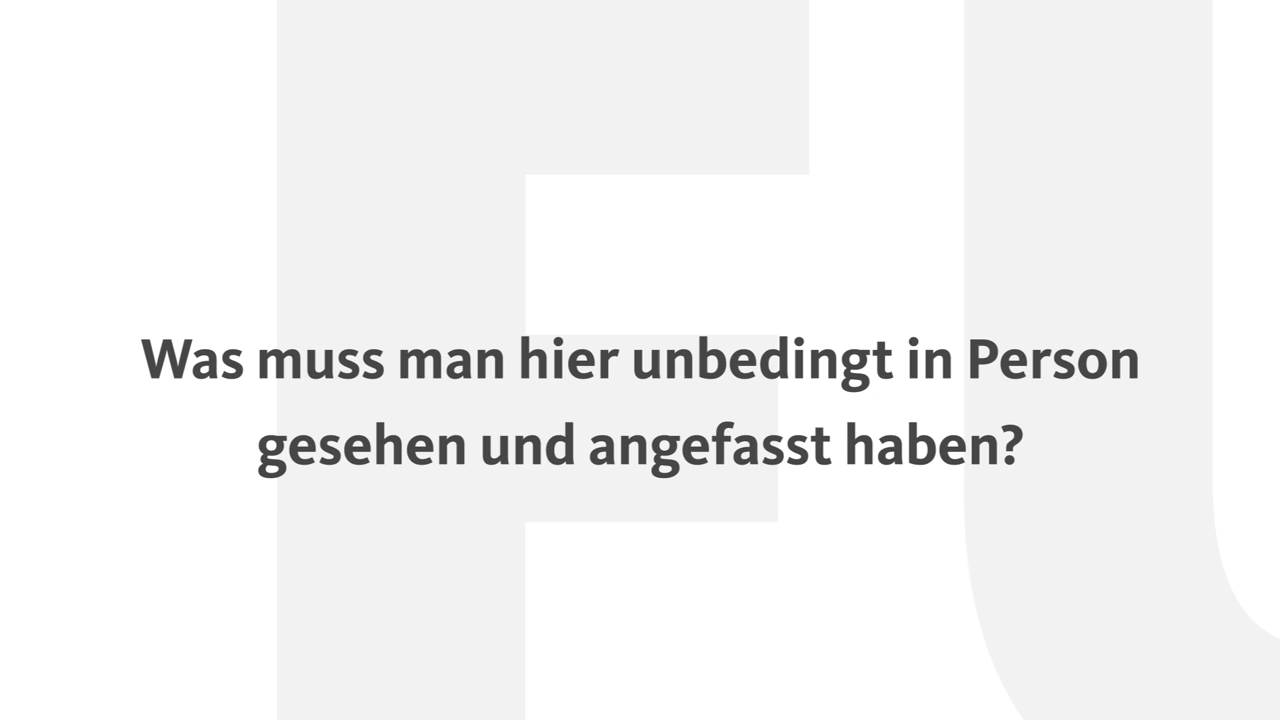 Was muss man hier unbedingt in Person
gesehen und angefasst haben?